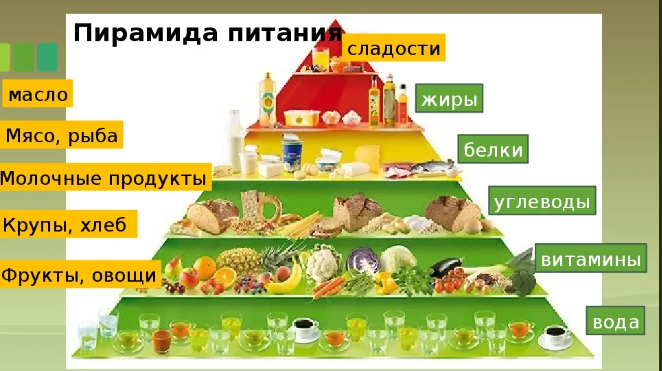 Пирамида питания
сладости
масло
жиры
Мясо, рыба
белки
Молочные продукты
углеводы
Крупы, хлеб
витамины
Фрукты, овощи
вода